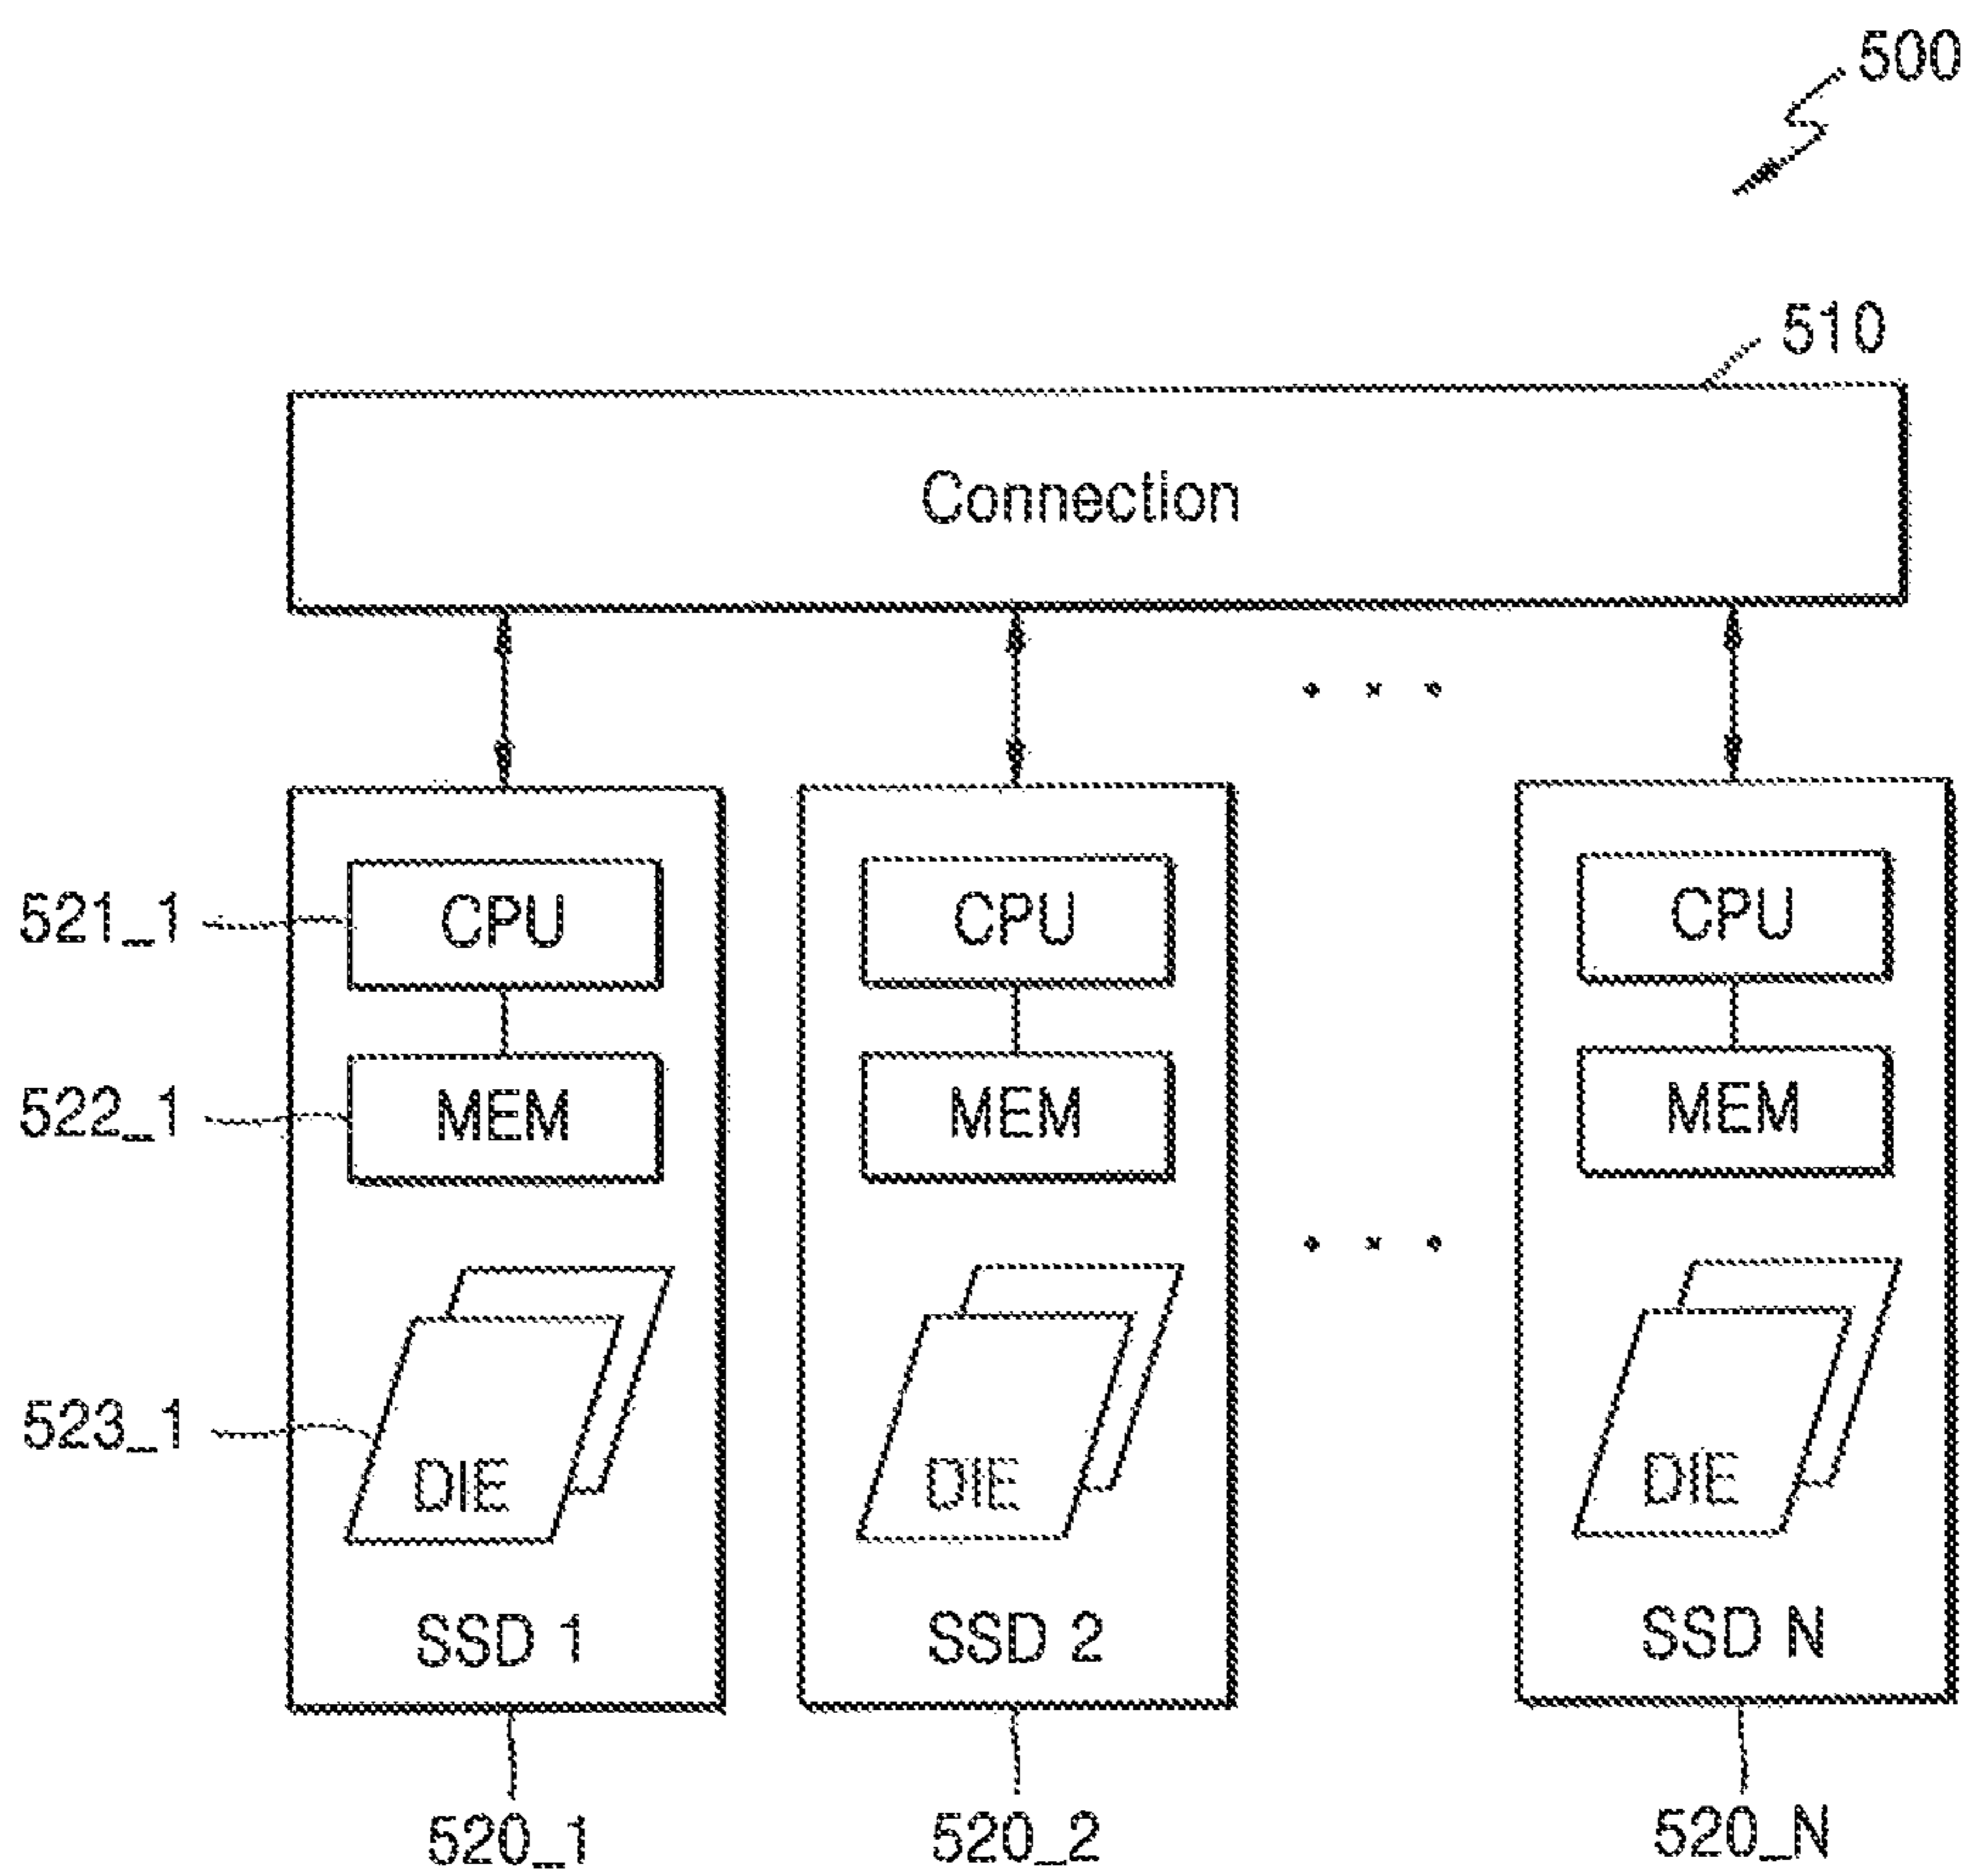 500
510
Connection
521_1 CPU CPU CPU
522_1 MEM MEM MEM
523_1 DIE DIE DIE
SSD 1 SSD 2 SSD N
520_1 520_2 520_N